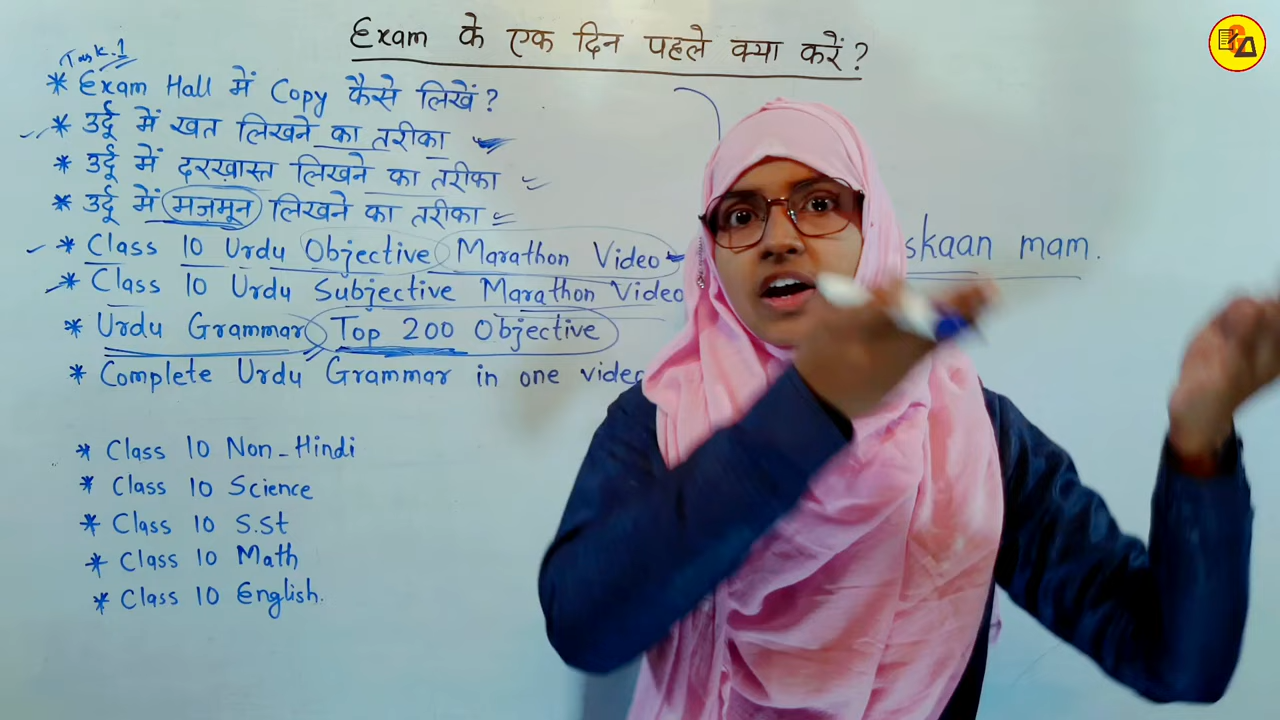 Exam के एक दिन पहले क्या करें?
Task.1
* Exam Hall में Copy कैसे लिखें?
* उर्दू में खत लिखने का तरीका
* उर्दू में दरख़ास्त लिखने का तरीका
* उर्दू में मज़मून लिखने का तरीका
* Class 10 Urdu Objective Marathon Video
* Class 10 Urdu Subjective Marathon Video
* Urdu Grammar Top 200 Objective
* Complete Urdu Grammar in one video
skaan mam.
* Class 10 Non-Hindi
* Class 10 Science
* Class 10 S.St
* Class 10 Math
* Class 10 English.